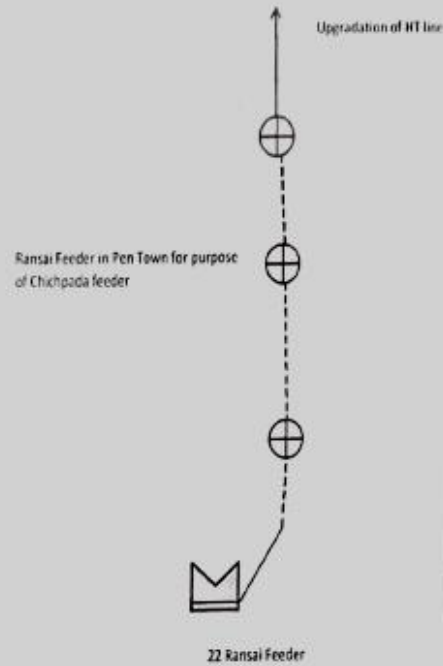 Upgradation of HT line
Ransai Feeder in Pen Town for purpose
of Chichpada feeder
22 Ransai Feeder